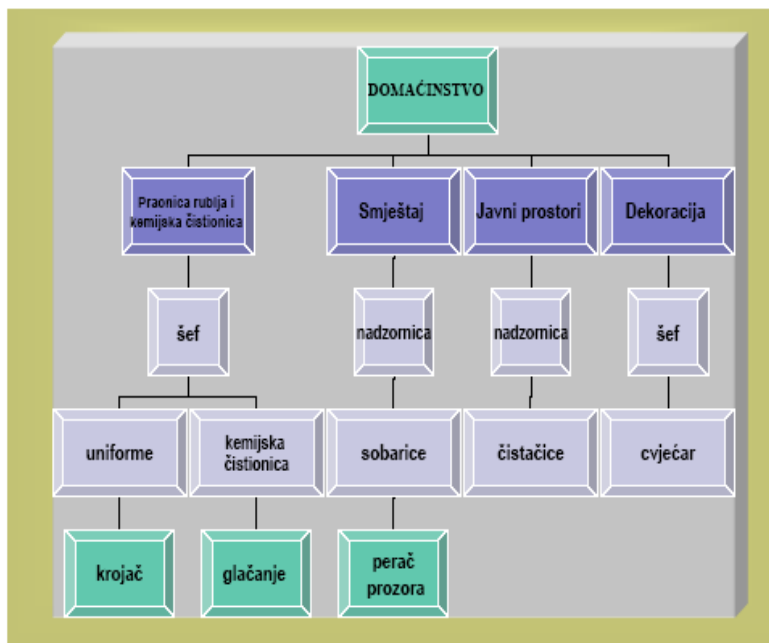 DOMAĆINSTVO
Praonica rublja i
kemijska čistionica
Smještaj
Javni prostori
Dekoracija
šef
nadzornica
nadzornica
šef
uniforme
kemijska
čistionica
sobarice
čistačice
cvjećar
krojač
glačanje
perač
prozora